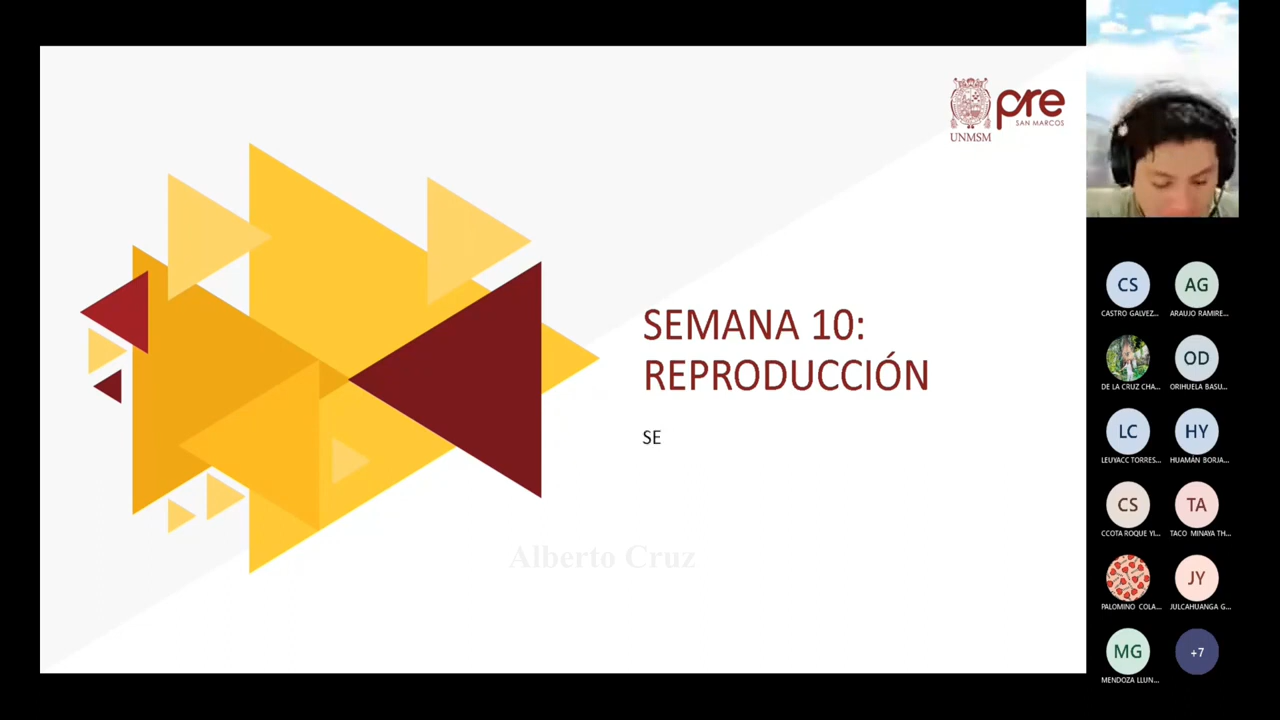 pre
SAN MARCOS
UNMSM
SEMANA 10:
REPRODUCCIÓN
SE
Alberto Cruz
CS
CASTRO GALVEZ...
AG
ARAUJO RAMIRE...
DE LA CRUZ CHA...
OD
ORIHUELA BASU...
LC
LEUYACC TORRES...
HY
HUAMÁN BORJA...
CS
CCOTA ROQUE YI...
TA
TACO MINAYA TH...
PALOMINO COLA...
JY
JULCAHUANGA G...
MG
MENDOZA LLUN...
+7